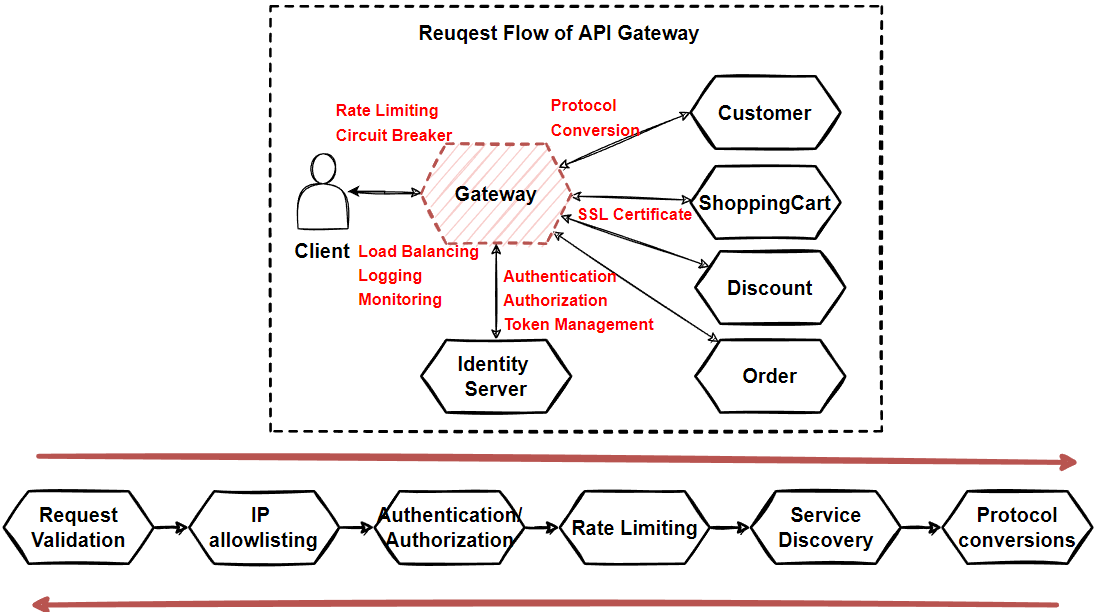 Reuqest Flow of API Gateway
Rate Limiting
Circuit Breaker
Protocol
Conversion
Customer
Gateway
ShoppingCart
SSL Certificate
Client
Load Balancing
Logging
Monitoring
Authentication
Authorization
Token Management
Discount
Identity
Server
Order
Request
Validation
IP
allowlisting
Authentication/
Authorization
Rate Limiting
Service
Discovery
Protocol
conversions